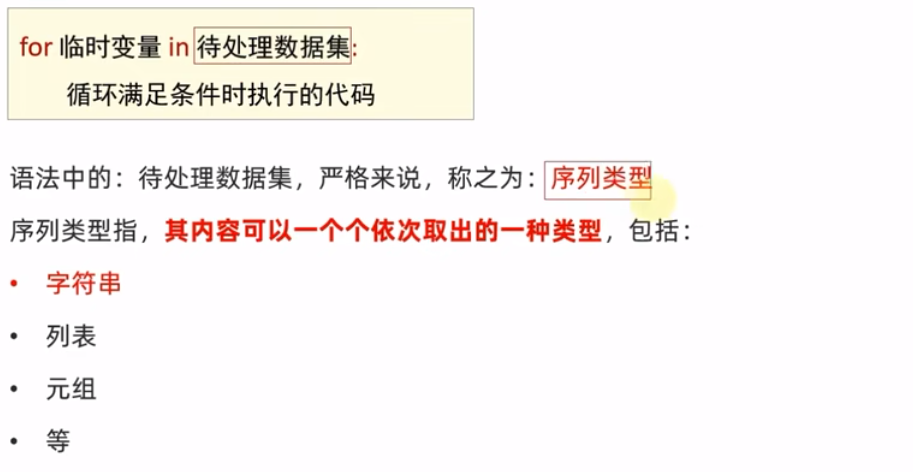 for 临时变量 in 待处理数据集:
循环满足条件时执行的代码
语法中的：待处理数据集，严格来说，称之为：序列类型
序列类型指，其内容可以一个个依次取出的一种类型，包括：
• 字符串
• 列表
• 元组
• 等